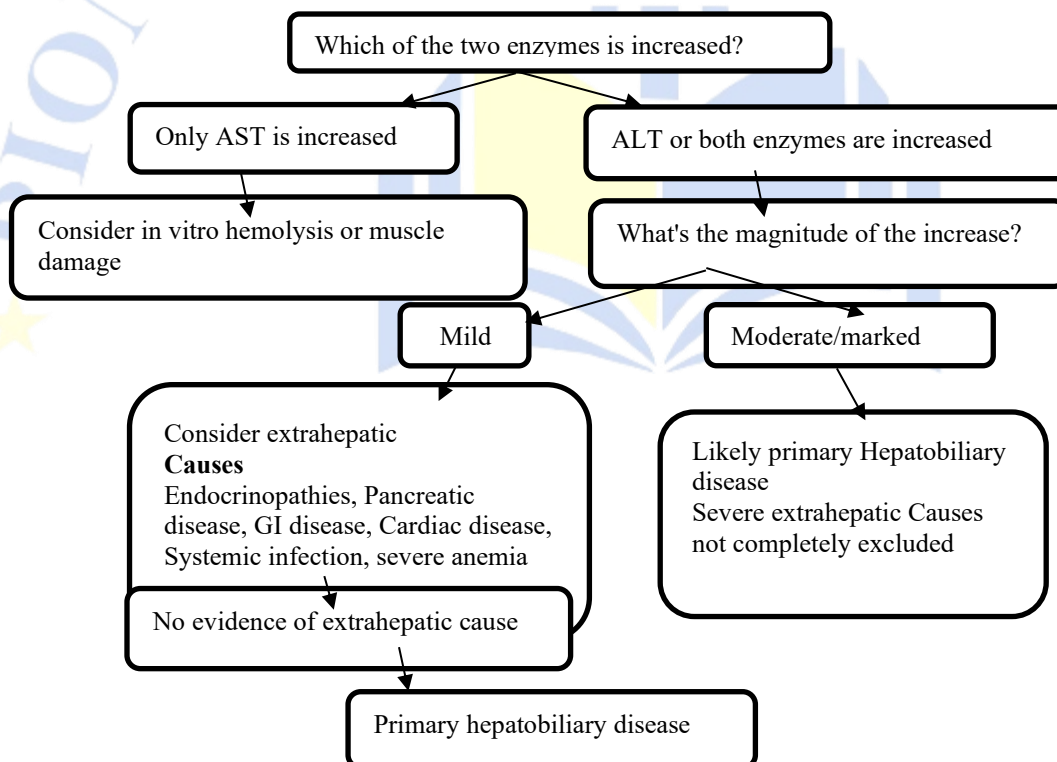 Which of the two enzymes is increased?
Only AST is increased
ALT or both enzymes are increased
Consider in vitro hemolysis or muscle
damage
What's the magnitude of the increase?
Mild
Moderate/marked
Consider extrahepatic
Causes
Endocrinopathies, Pancreatic
disease, GI disease, Cardiac disease,
Systemic infection, severe anemia
Likely primary Hepatobiliary
disease
Severe extrahepatic Causes
not completely excluded
No evidence of extrahepatic cause
Primary hepatobiliary disease